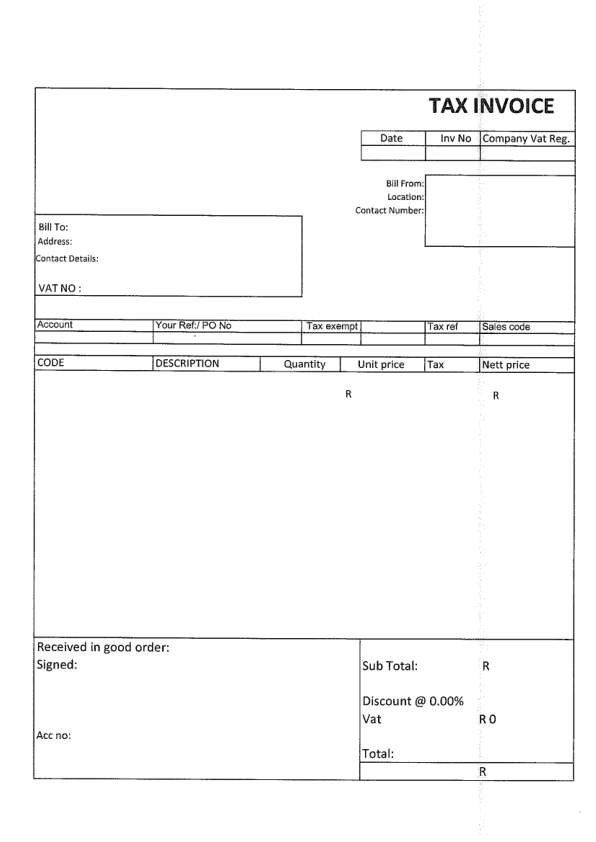 TAX INVOICE
Date Inv No Company Vat Reg.
Bill From:
Location:
Contact Number:
Bill To:
Address:
Contact Details:
VAT NO :
Account Your Ref:/ PO No Tax exempt Tax ref Sales code
CODE DESCRIPTION Quantity Unit price Tax Nett price
R R
Received in good order:
Signed:
Sub Total: R
Discount @ 0.00%
Vat R 0
Acc no:
Total:
R